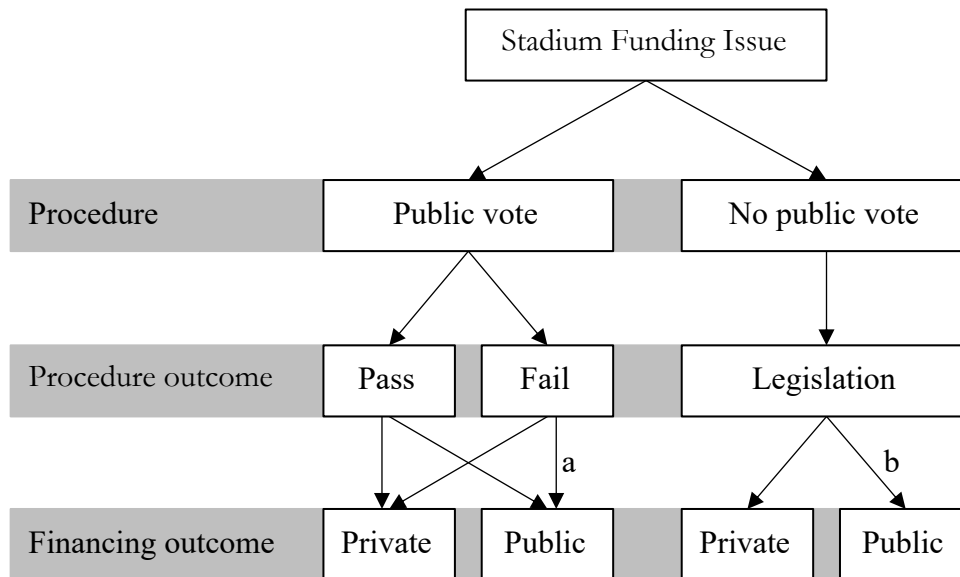 Stadium Funding Issue
Procedure
Public vote
No public vote
Procedure outcome
Pass
Fail
Legislation
a
b
Financing outcome
Private
Public
Private
Public